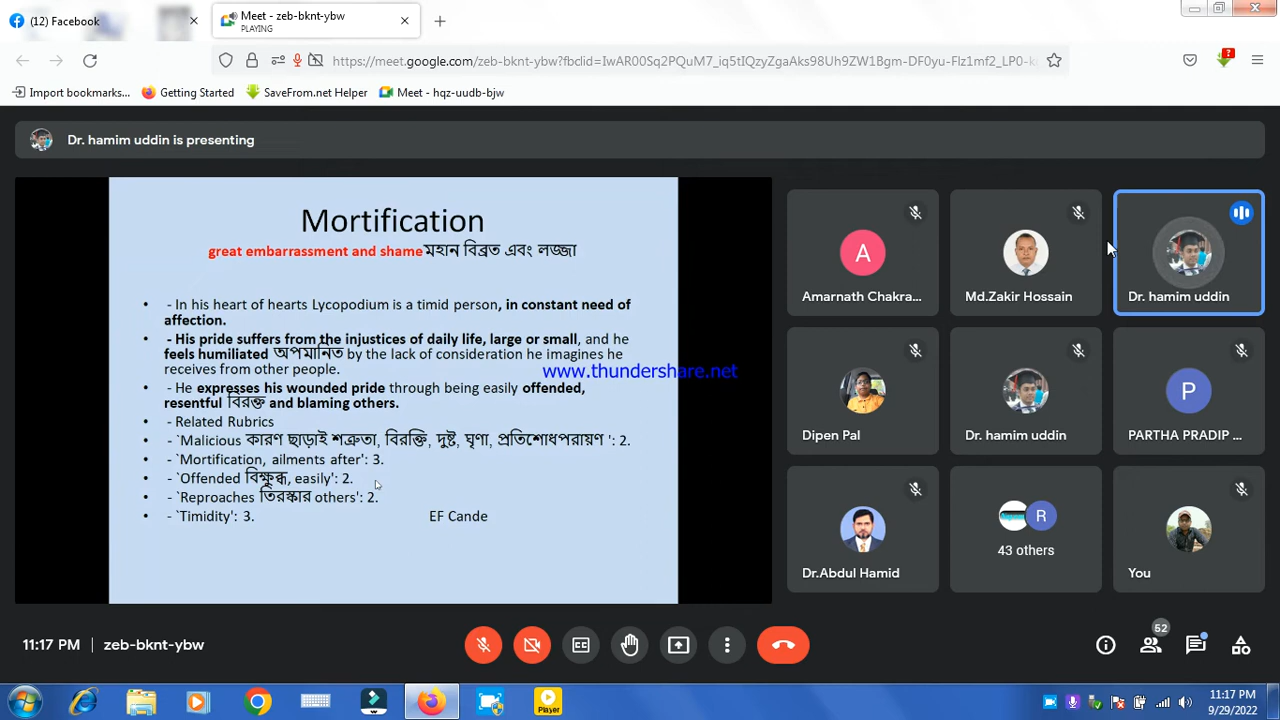 (12) Facebook
Meet - zeb-bknt-ybw
PLAYING
https://meet.google.com/zeb-bknt-ybw?fbclid=IwAR00Sq2PQuM7_iq5tIQzyZgaAks98Uh9ZW1Bgm-DF0yu-Flz1mf2_LP0-k
Import bookmarks...
Getting Started
SaveFrom.net Helper
Meet - hqz-uudb-bjw
Dr. hamim uddin is presenting
Mortification
great embarrassment and shame মহান বিব্রত এবং লজ্জা
• - In his heart of hearts Lycopodium is a timid person, in constant need of
affection.
• - His pride suffers from the injustices of daily life, large or small, and he
feels humiliated অপমানিত by the lack of consideration he imagines he
receives from other people.
www.thundershare.net
• - He expresses his wounded pride through being easily offended,
resentful বিরক্ত and blaming others.
• - Related Rubrics
• - `Malicious কারণ ছাড়াই শত্রুতা, বিরক্তি, দুষ্ট, ঘৃণা, প্রতিশোধপরায়ণ ': 2.
• - `Mortification, ailments after': 3.
• - `Offended বিক্ষুব্ধ, easily': 2.
• - `Reproaches তিরস্কার others': 2.
• - `Timidity': 3. EF Cande
A
Amarnath Chakra...
Md.Zakir Hossain
Dr. hamim uddin
Dipen Pal
Dr. hamim uddin
P
PARTHA PRADIP ...
Dr.Abdul Hamid
R
43 others
You
11:17 PM | zeb-bknt-ybw
52
Player
11:17 PM
9/29/2022